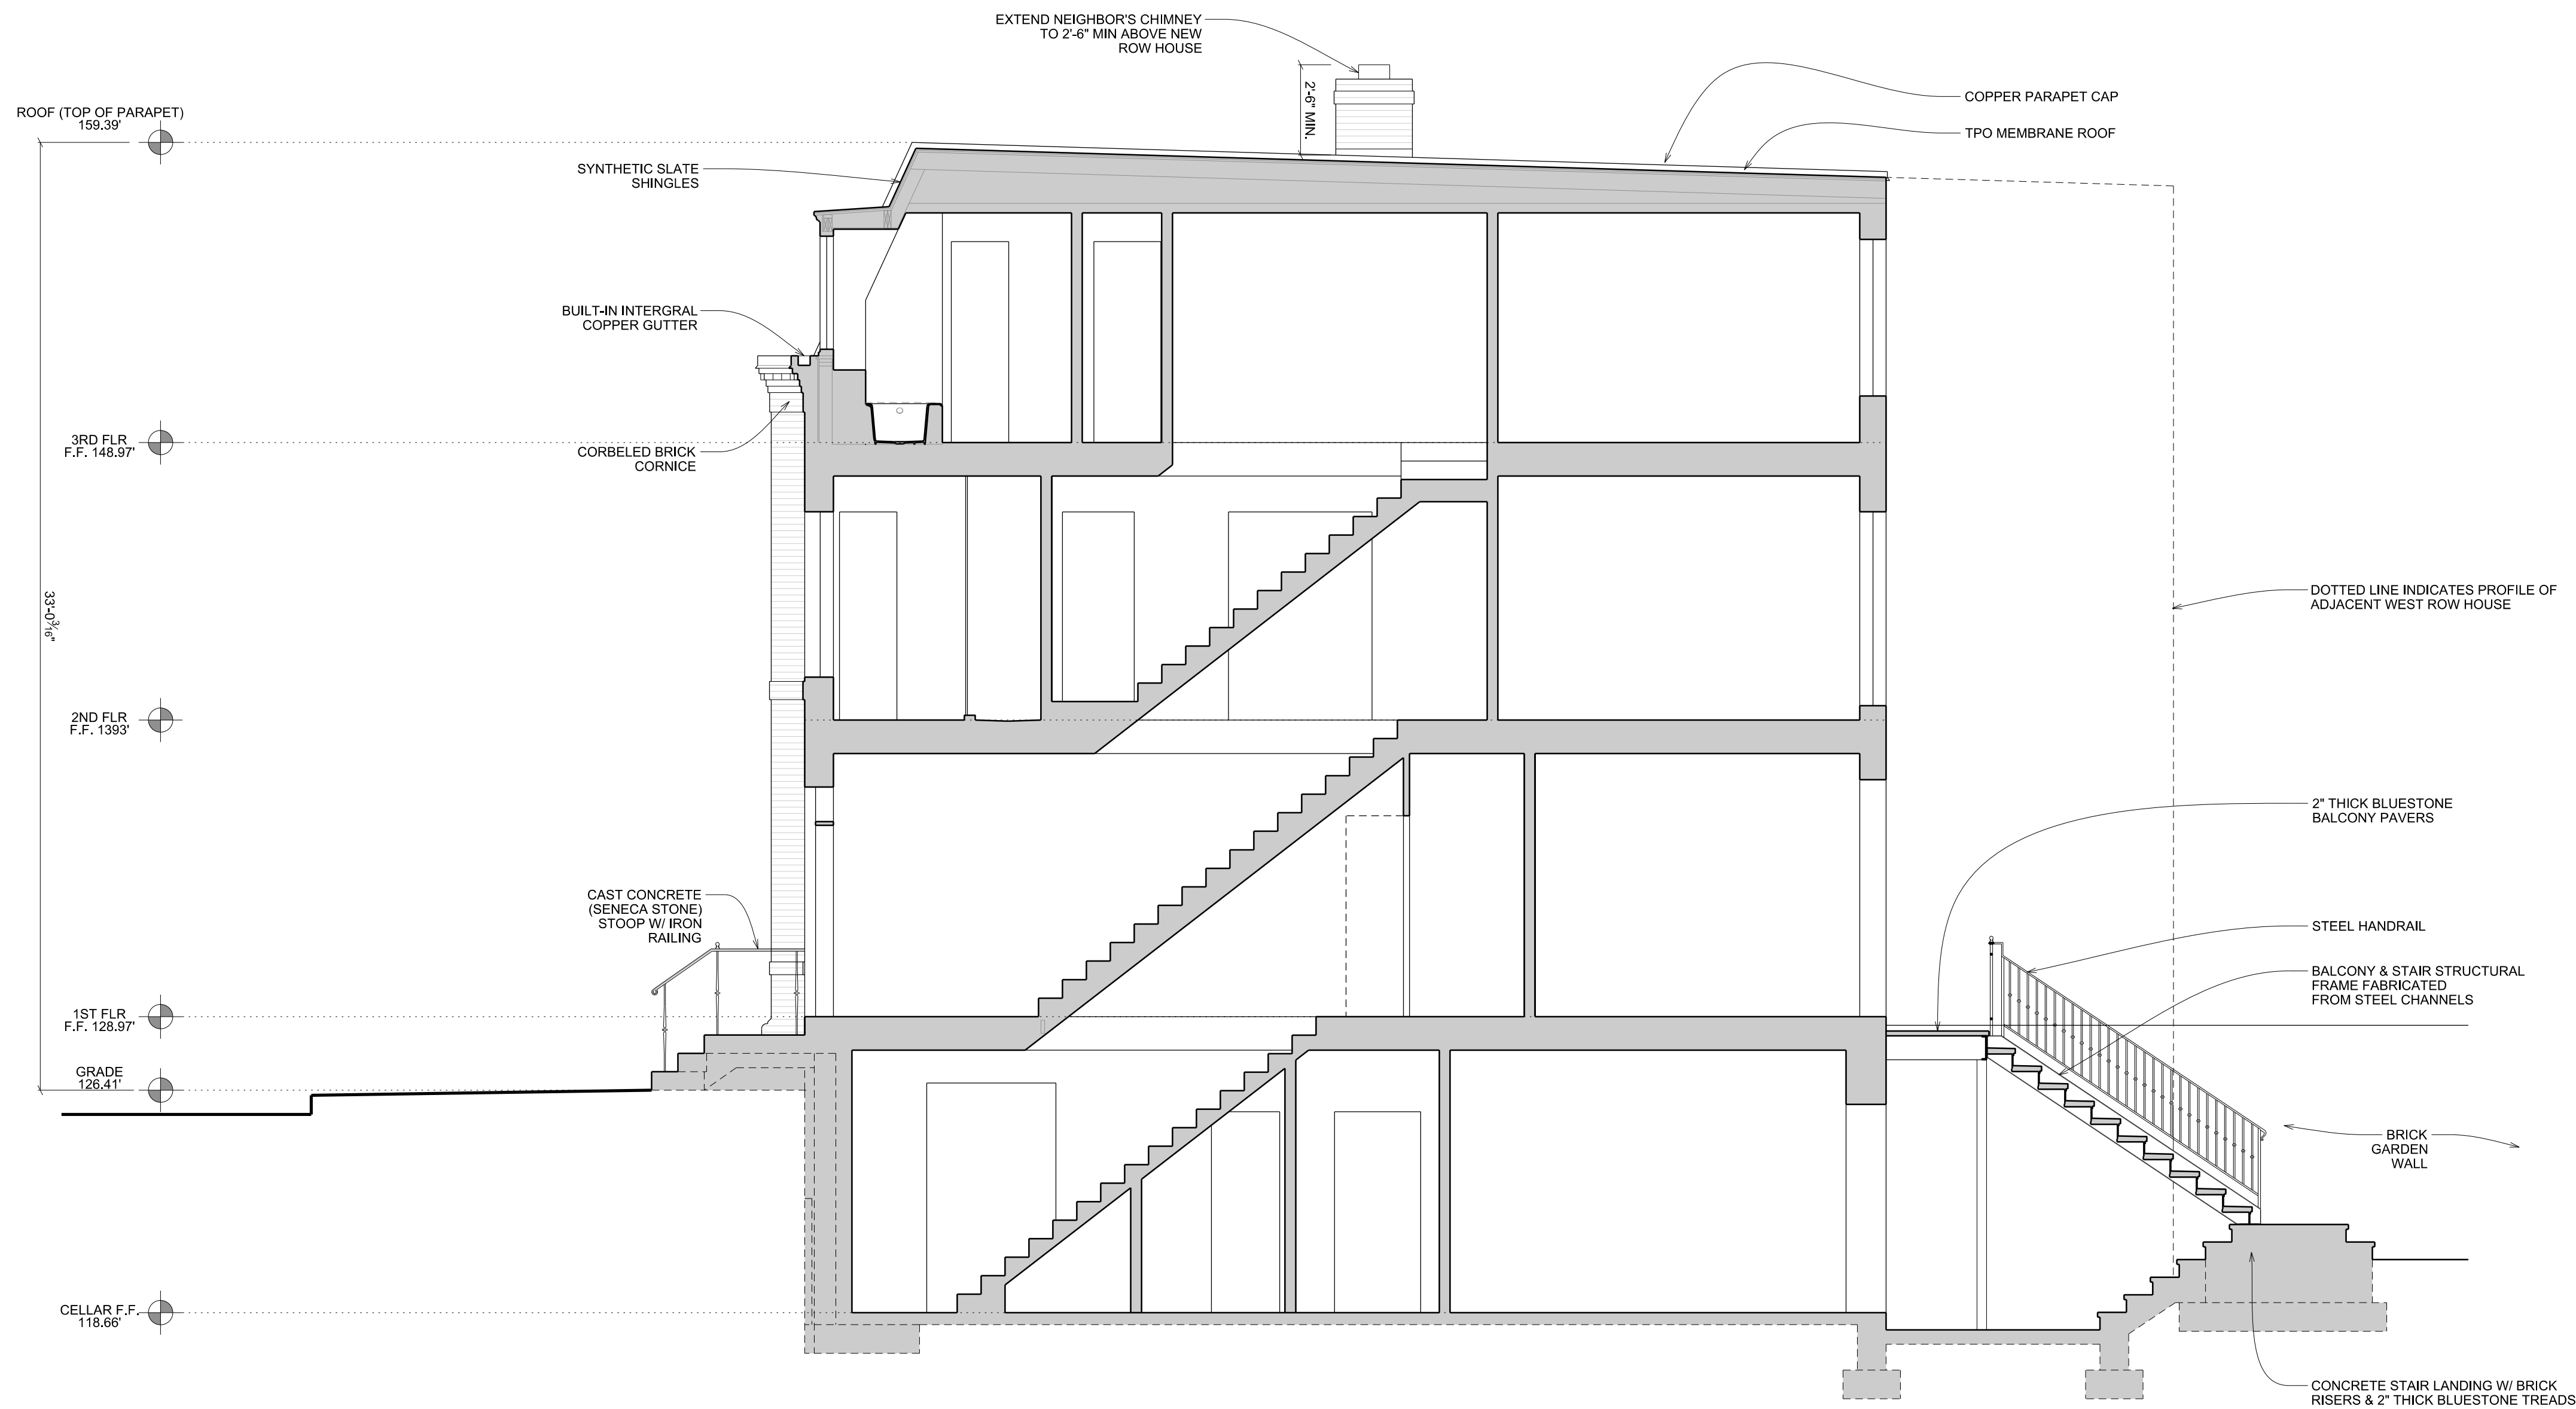 EXTEND NEIGHBOR'S CHIMNEY
TO 2'-6" MIN ABOVE NEW
ROW HOUSE
2'-6" MIN.
COPPER PARAPET CAP
TPO MEMBRANE ROOF
ROOF (TOP OF PARAPET)
159.39'
SYNTHETIC SLATE
SHINGLES
BUILT-IN INTERGRAL
COPPER GUTTER
3RD FLR
F.F. 148.97'
CORBELED BRICK
CORNICE
33'-0 3/16"
DOTTED LINE INDICATES PROFILE OF
ADJACENT WEST ROW HOUSE
2ND FLR
F.F. 1393'
2" THICK BLUESTONE
BALCONY PAVERS
CAST CONCRETE
(SENECA STONE)
STOOP W/ IRON
RAILING
STEEL HANDRAIL
BALCONY & STAIR STRUCTURAL
FRAME FABRICATED
FROM STEEL CHANNELS
1ST FLR
F.F. 128.97'
GRADE
126.41'
BRICK
GARDEN
WALL
CELLAR F.F.
118.66'
CONCRETE STAIR LANDING W/ BRICK
RISERS & 2" THICK BLUESTONE TREADS